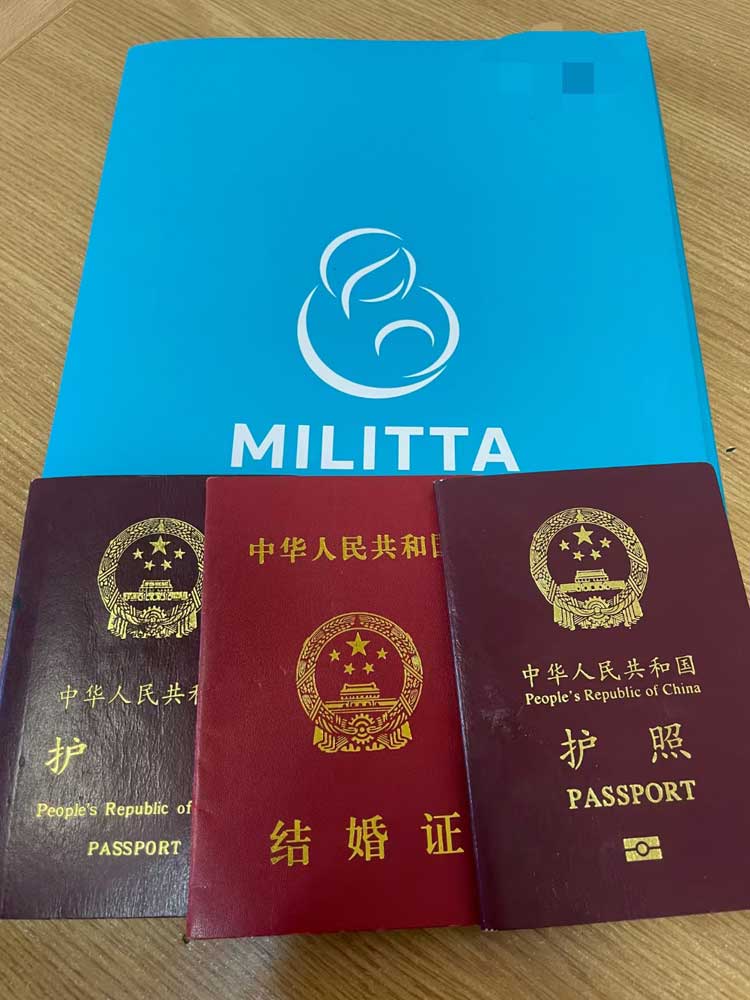 MILITTA
中华人民共和
护
People's Republic of
PASSPORT
中华人民共和国
结婚证
中华人民共和国
People's Republic of China
护照
PASSPORT